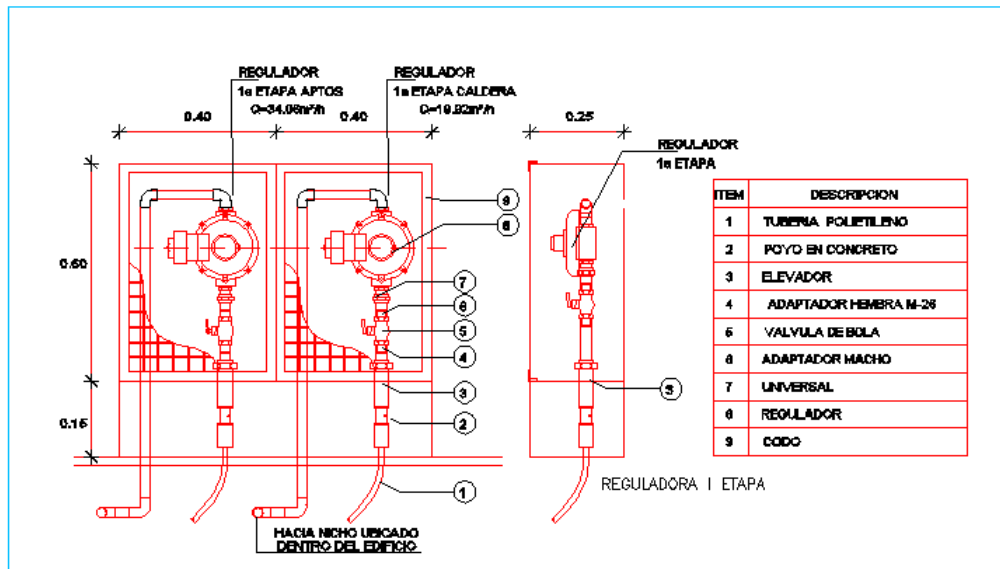 REGULADOR
1a ETAPA APTOS
Q=34.06m³/h
REGULADOR
1a ETAPA CALDERA
Q=19.82m³/h
0.40
0.40
0.25
REGULADOR
1a ETAPA
0.60
0.15
9
8
7
6
5
4
3
2
1
3
HACIA NICHO UBICADO
DENTRO DEL EDIFICIO
REGULADORA I ETAPA
ITEM DESCRIPCION
1 TUBERIA POLIETILENO
2 POYO EN CONCRETO
3 ELEVADOR
4 ADAPTADOR HEMBRA M-26
5 VALVULA DE BOLA
6 ADAPTADOR MACHO
7 UNIVERSAL
8 REGULADOR
9 CODO